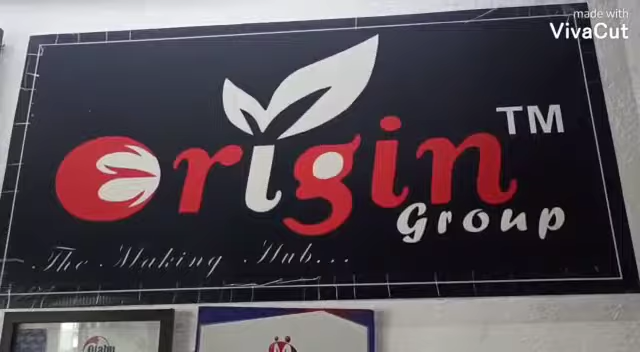 made with
VivaCut
Origin
TM
Group
The Making Hub...